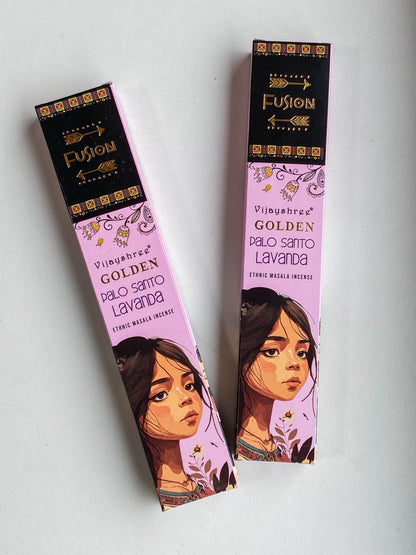 FUSION
Vijayshree®
GOLDEN
PALO SANTO
LAVANDA
ETHNIC MASALA INCENSE
FUSION
Vijayshree®
GOLDEN
PALO SANTO
LAVANDA
ETHNIC MASALA INCENSE